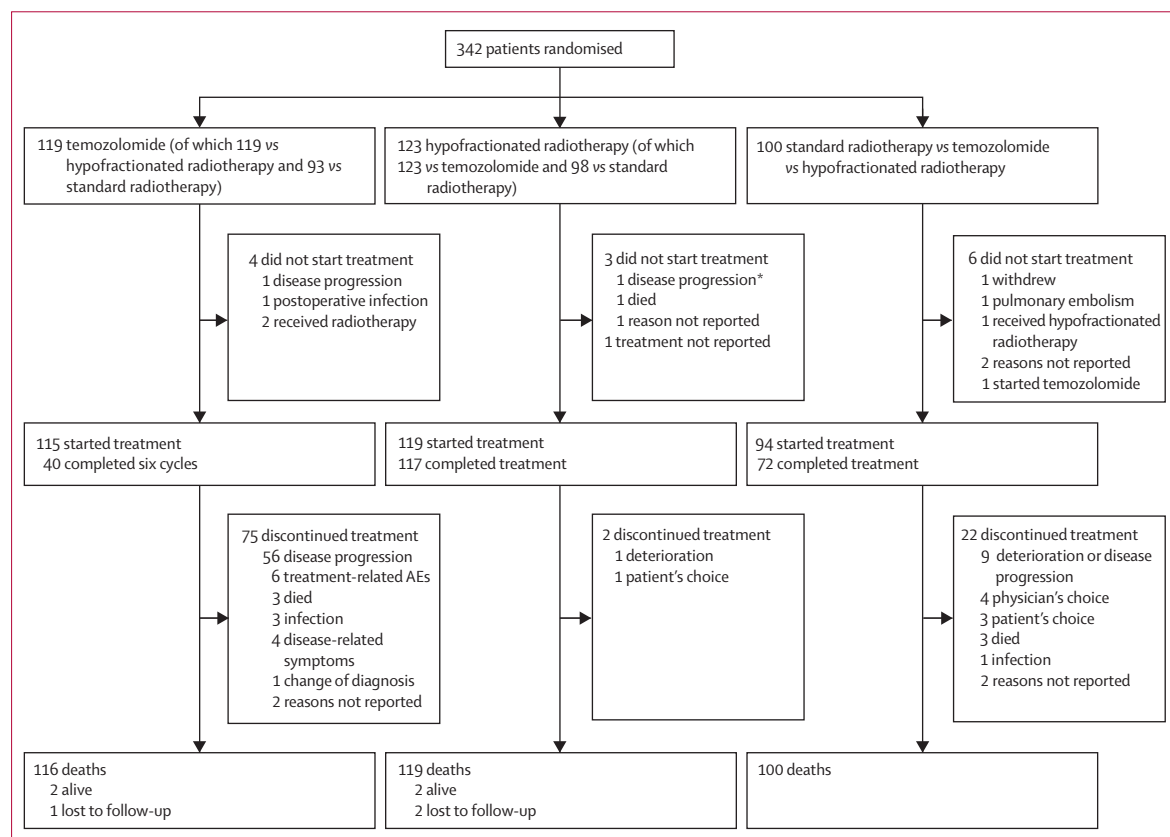 342 patients randomised
119 temozolomide (of which 119 vs
hypofractionated radiotherapy and 93 vs
standard radiotherapy)
123 hypofractionated radiotherapy (of which
123 vs temozolomide and 98 vs standard
radiotherapy)
100 standard radiotherapy vs temozolomide
vs hypofractionated radiotherapy
4 did not start treatment
1 disease progression
1 postoperative infection
2 received radiotherapy
3 did not start treatment
1 disease progression*
1 died
1 reason not reported
1 treatment not reported
6 did not start treatment
1 withdrew
1 pulmonary embolism
1 received hypofractionated
radiotherapy
2 reasons not reported
1 started temozolomide
115 started treatment
40 completed six cycles
119 started treatment
117 completed treatment
94 started treatment
72 completed treatment
75 discontinued treatment
56 disease progression
6 treatment-related AEs
3 died
3 infection
4 disease-related
symptoms
1 change of diagnosis
2 reasons not reported
2 discontinued treatment
1 deterioration
1 patient's choice
22 discontinued treatment
9 deterioration or disease
progression
4 physician's choice
3 patient's choice
3 died
1 infection
2 reasons not reported
116 deaths
2 alive
1 lost to follow-up
119 deaths
2 alive
2 lost to follow-up
100 deaths